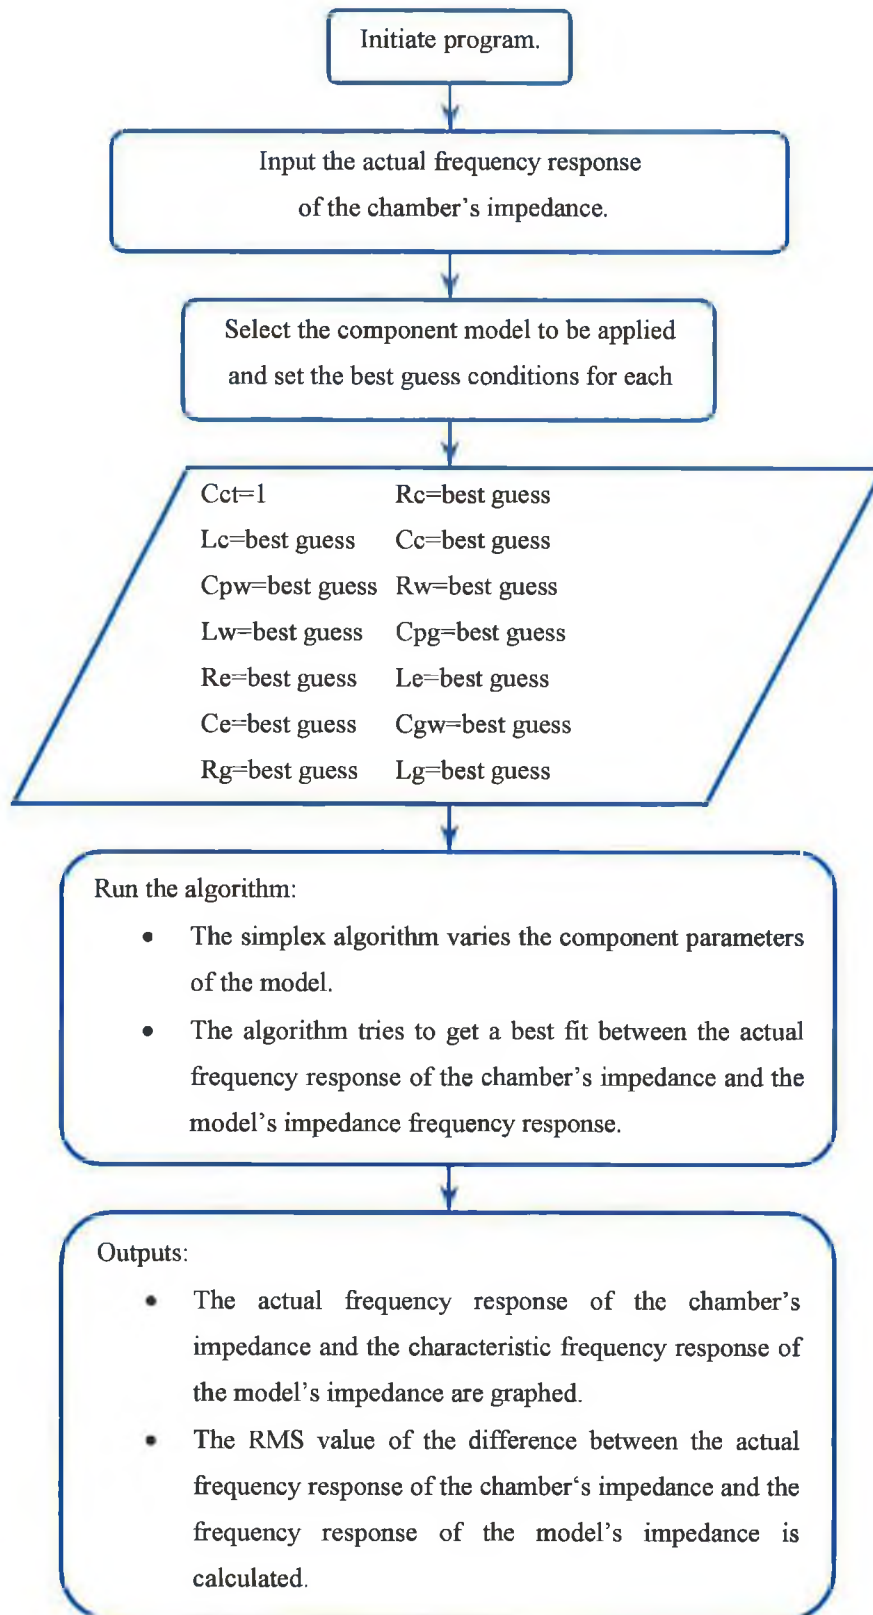 Initiate program.
Input the actual frequency response
of the chamber's impedance.
Select the component model to be applied
and set the best guess conditions for each
Cct=1 Rc=best guess
Lc=best guess Cc=best guess
Cpw=best guess Rw=best guess
Lw=best guess Cpg=best guess
Re=best guess Le=best guess
Ce=best guess Cgw=best guess
Rg=best guess Lg=best guess
Run the algorithm:
• The simplex algorithm varies the component parameters
of the model.
• The algorithm tries to get a best fit between the actual
frequency response of the chamber's impedance and the
model's impedance frequency response.
Outputs:
• The actual frequency response of the chamber's
impedance and the characteristic frequency response of
the model's impedance are graphed.
• The RMS value of the difference between the actual
frequency response of the chamber‘s impedance and the
frequency response of the model's impedance is
calculated.